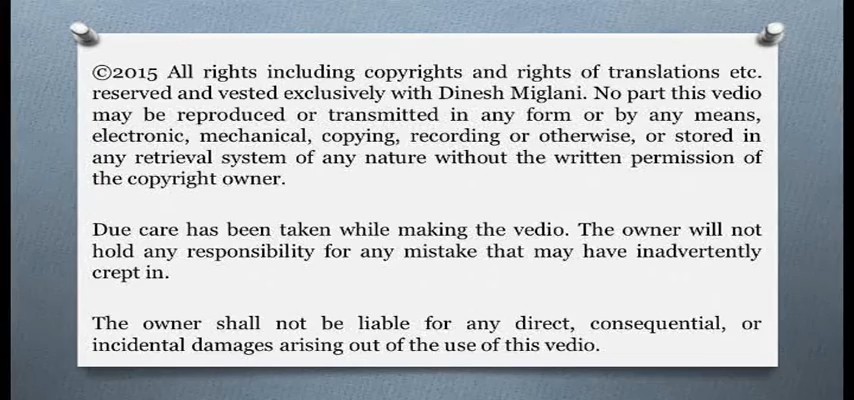 ©2015 All rights including copyrights and rights of translations etc.
reserved and vested exclusively with Dinesh Miglani. No part this vedio
may be reproduced or transmitted in any form or by any means,
electronic, mechanical, copying, recording or otherwise, or stored in
any retrieval system of any nature without the written permission of
the copyright owner.
Due care has been taken while making the vedio. The owner will not
hold any responsibility for any mistake that may have inadvertently
crept in.
The owner shall not be liable for any direct, consequential, or
incidental damages arising out of the use of this vedio.